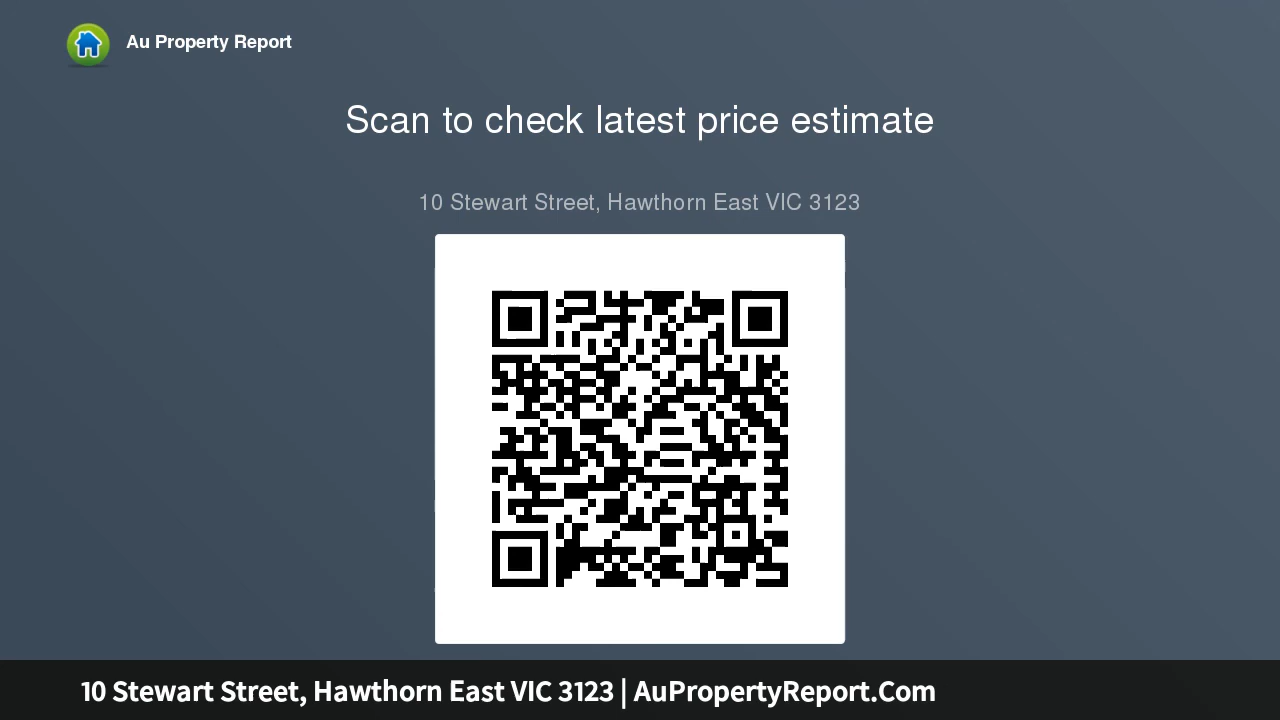 Au Property Report
Scan to check latest price estimate
10 Stewart Street, Hawthorn East VIC 3123
10 Stewart Street, Hawthorn East VIC 3123 | AuPropertyReport.Com